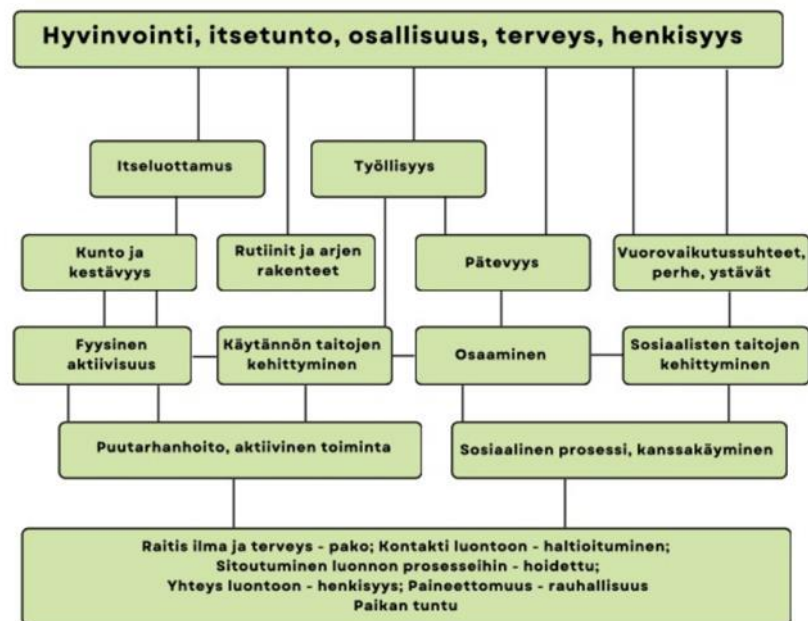 Hyvinvointi, itsetunto, osallisuus, terveys, henkisyys
Itseluottamus
Työllisyys
Kunto ja
kestävyys
Rutiinit ja arjen
rakenteet
Pätevyys
Vuorovaikutussuhteet,
perhe, ystävät
Fyysinen
aktiivisuus
Käytännön taitojen
kehittyminen
Osaaminen
Sosiaalisten taitojen
kehittyminen
Puutarhanhoito, aktiivinen toiminta
Sosiaalinen prosessi, kanssakäyminen
Raitis ilma ja terveys - pako; Kontakti luontoon - haltioituminen;
Sitoutuminen luonnon prosesseihin - hoidettu;
Yhteys luontoon - henkisyys; Paineettomuus - rauhallisuus
Paikan tuntu